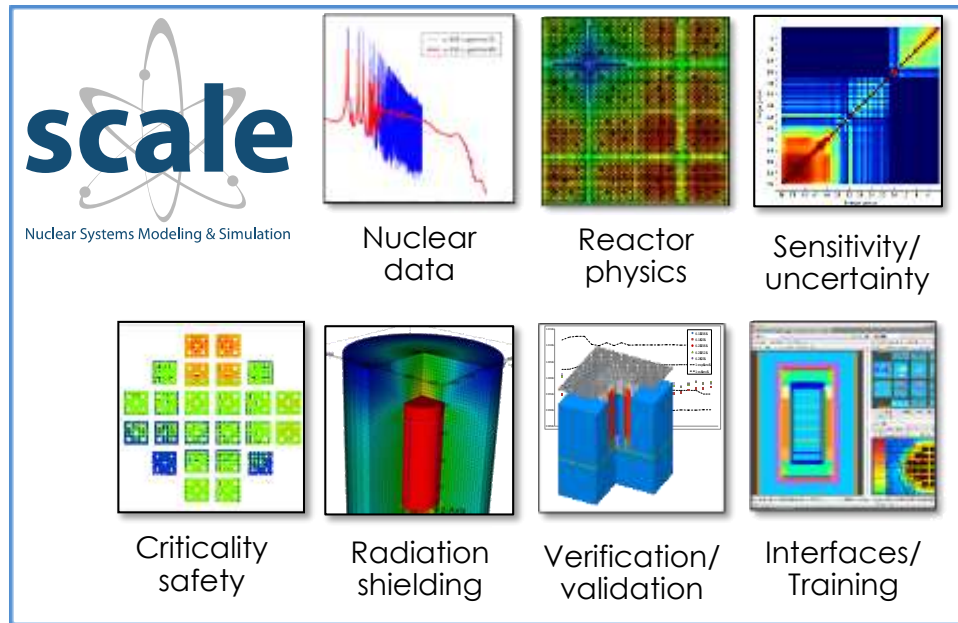 scale
Nuclear Systems Modeling & Simulation
Nuclear
data
Reactor
physics
Sensitivity/
uncertainty
Criticality
safety
Radiation
shielding
Verification/
validation
Interfaces/
Training